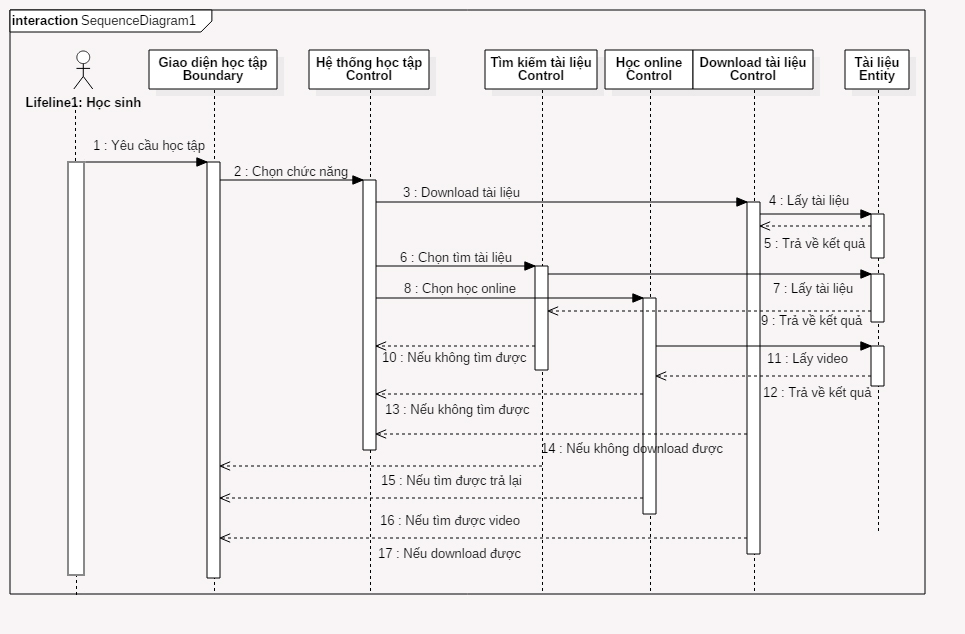 interaction SequenceDiagram1
Lifeline1: Học sinh
Giao diện học tập
Boundary
Hệ thông học tập
Control
Tìm kiếm tài liệu
Control
Học online
Control
Download tài liệu
Control
Tài liệu
Entity
1 : Yêu cầu học tập
2 : Chọn chức năng
3 : Download tài liệu
4 : Lấy tài liệu
5 : Trả về kết quả
6 : Chọn tìm tài liệu
7 : Lấy tài liệu
8 : Chọn học online
9 : Trả về kết quả
10 : Nếu không tìm được
11 : Lấy video
12 : Trả về kết quả
13 : Nếu không tìm được
14 : Nếu không download được
15 : Nếu tìm được trả lại
16 : Nếu tìm được video
17 : Nếu download được